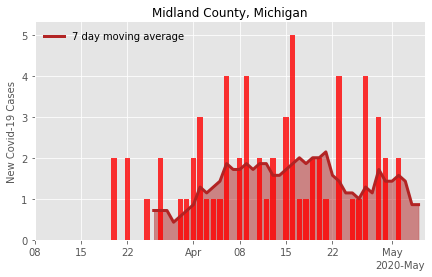 Midland County, Michigan
7 day moving average
New Covid-19 Cases
5
4
3
2
1
0
08 15 22 Apr 08 15 22 May
2020-May